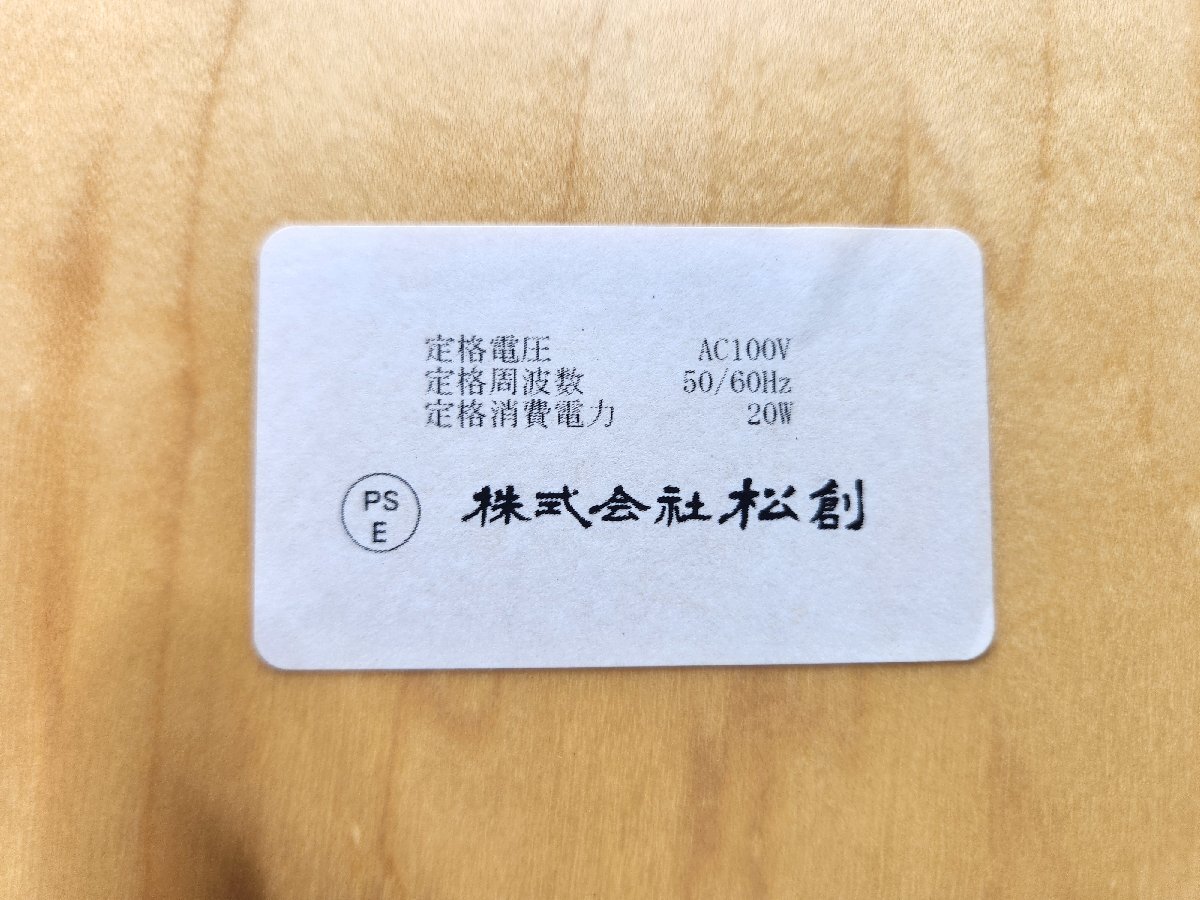 定格電圧 AC100V
定格周波数 50/60Hz
定格消費電力 20W
PS
E
株式会社松創